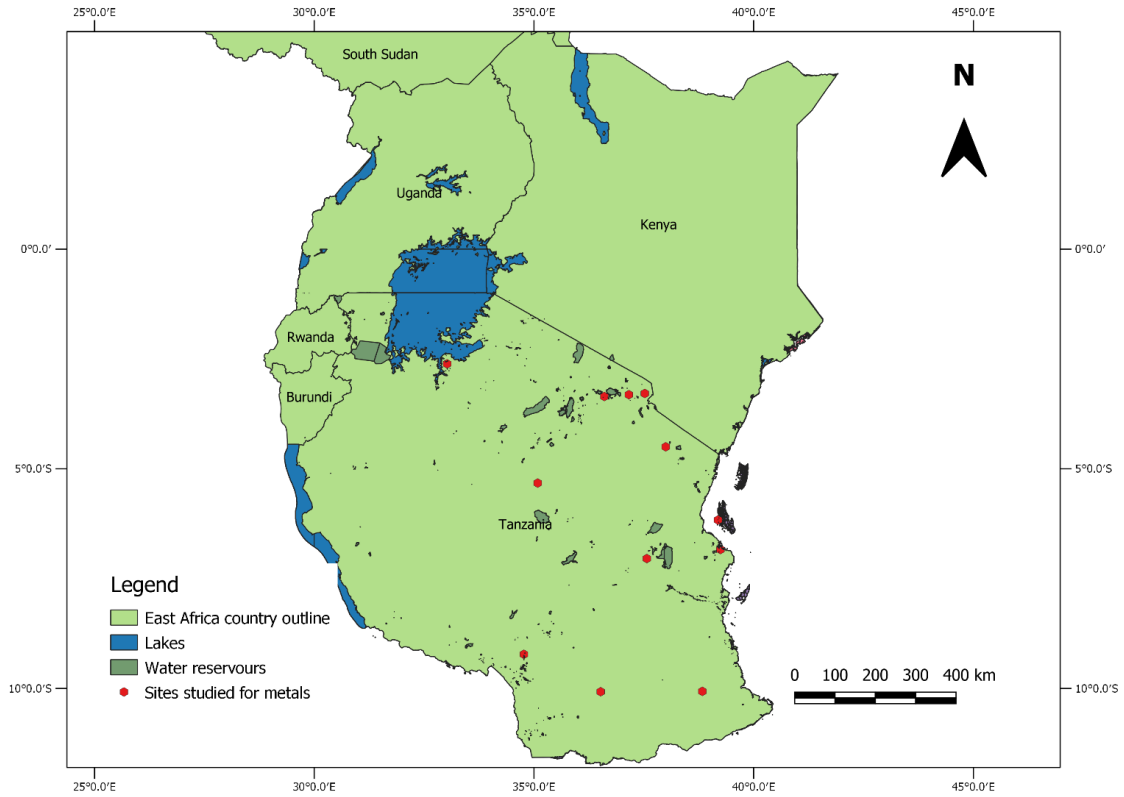 25°0.0'E 30°0.0'E 35°0.0'E 40°0.0'E 45°0.0'E
South Sudan
N
Uganda
Kenya
0°0.0' 0°0.0'
Rwanda
Burundi
5°0.0'S 5°0.0'S
Tanzania
Legend
East Africa country outline
Lakes
Water reservours
Sites studied for metals
0 100 200 300 400 km
10°0.0'S 10°0.0'S
25°0.0'E 30°0.0'E 35°0.0'E 40°0.0'E 45°0.0'E